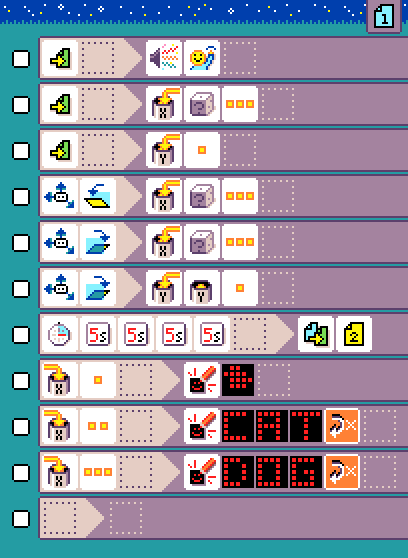 1
X ?
Y
X ?
X ?
Y Y
5s 5s 5s 5s 2
X
X CAT x
X DOG x